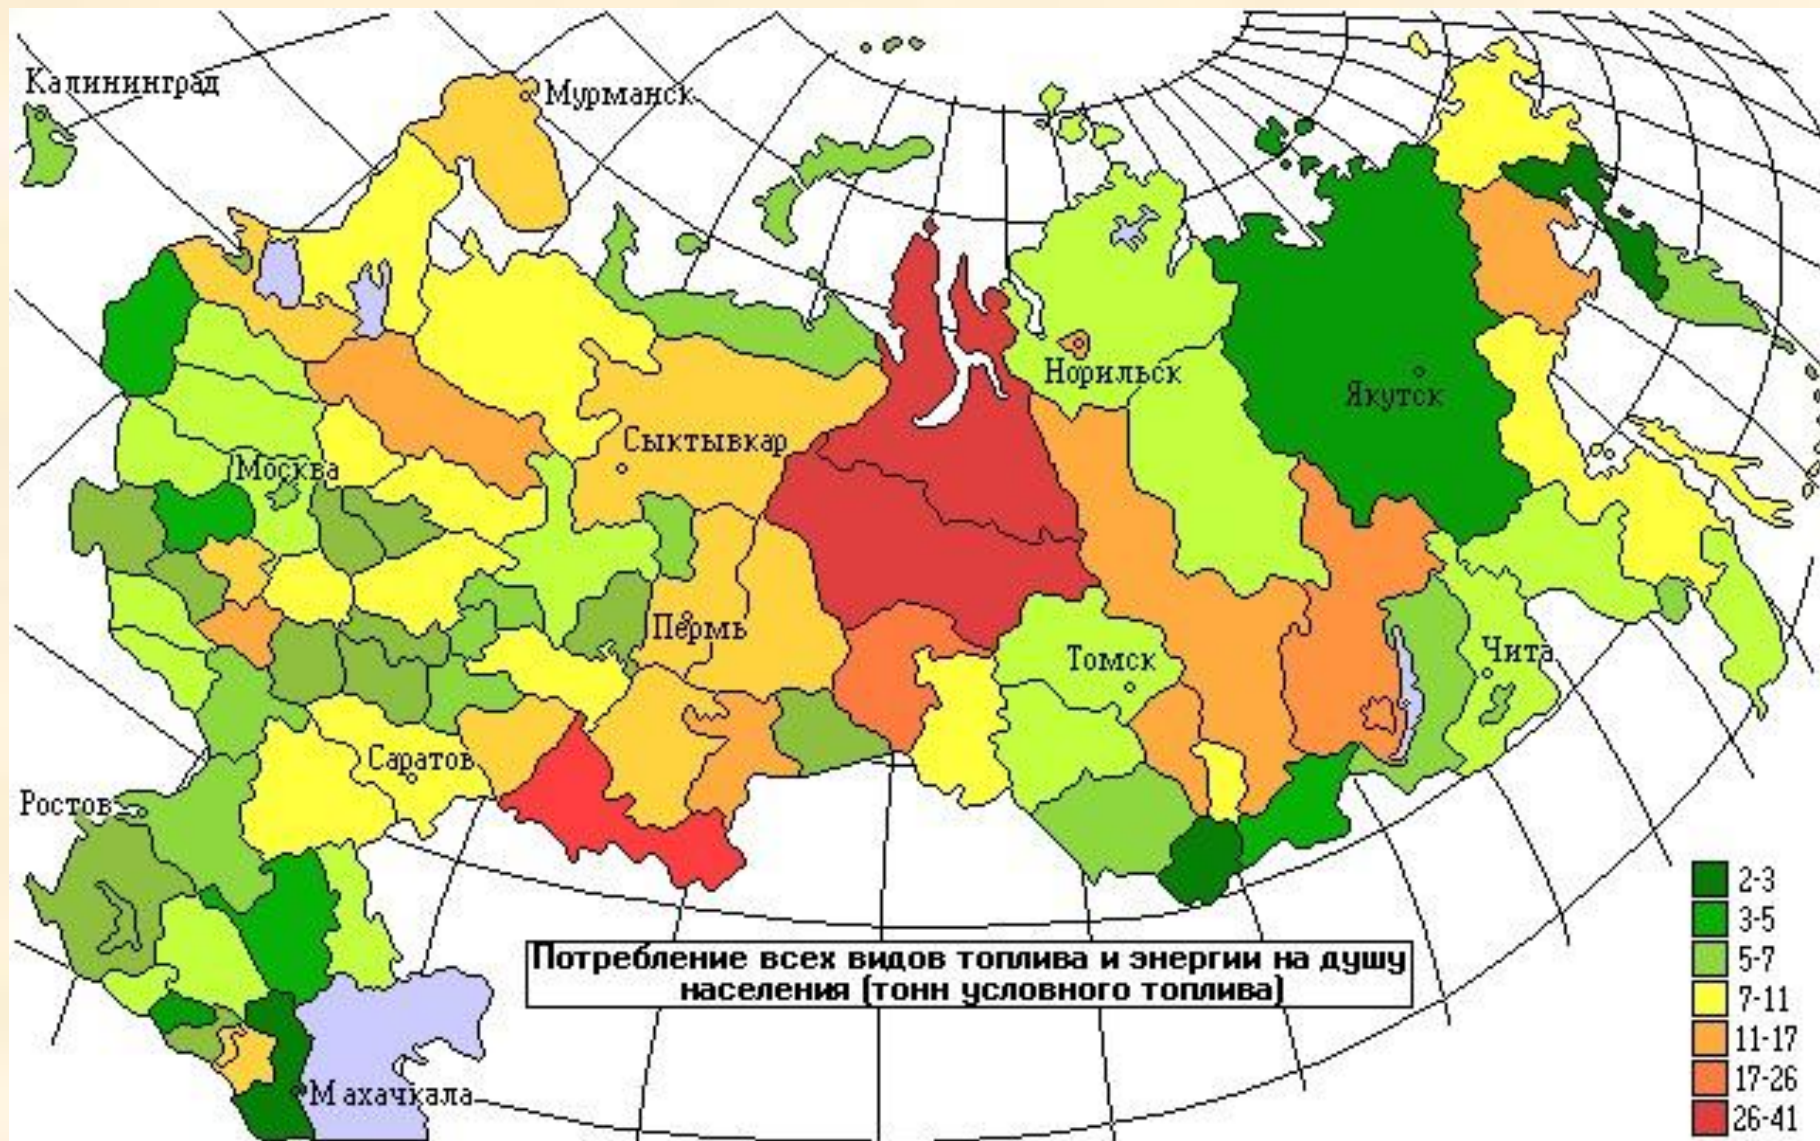 Калининград
Мурманск
Норильск
Якутск
Сыктывкар
Москва
Пермь
Томск
Чита
Саратов
Ростов
Махачкала
Потребление всех видов топлива и энергии на душу
населения (тонн условного топлива)
2-3
3-5
5-7
7-11
11-17
17-26
26-41